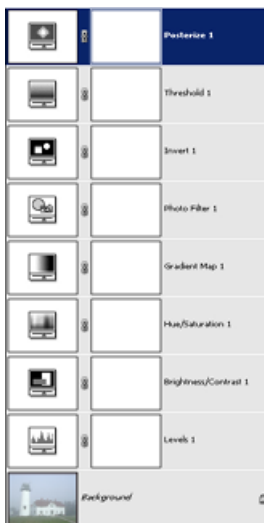 Posterize 1
Threshold 1
Invert 1
Photo Filter 1
Gradient Map 1
Hue/Saturation 1
Brightness/Contrast 1
Levels 1
Background